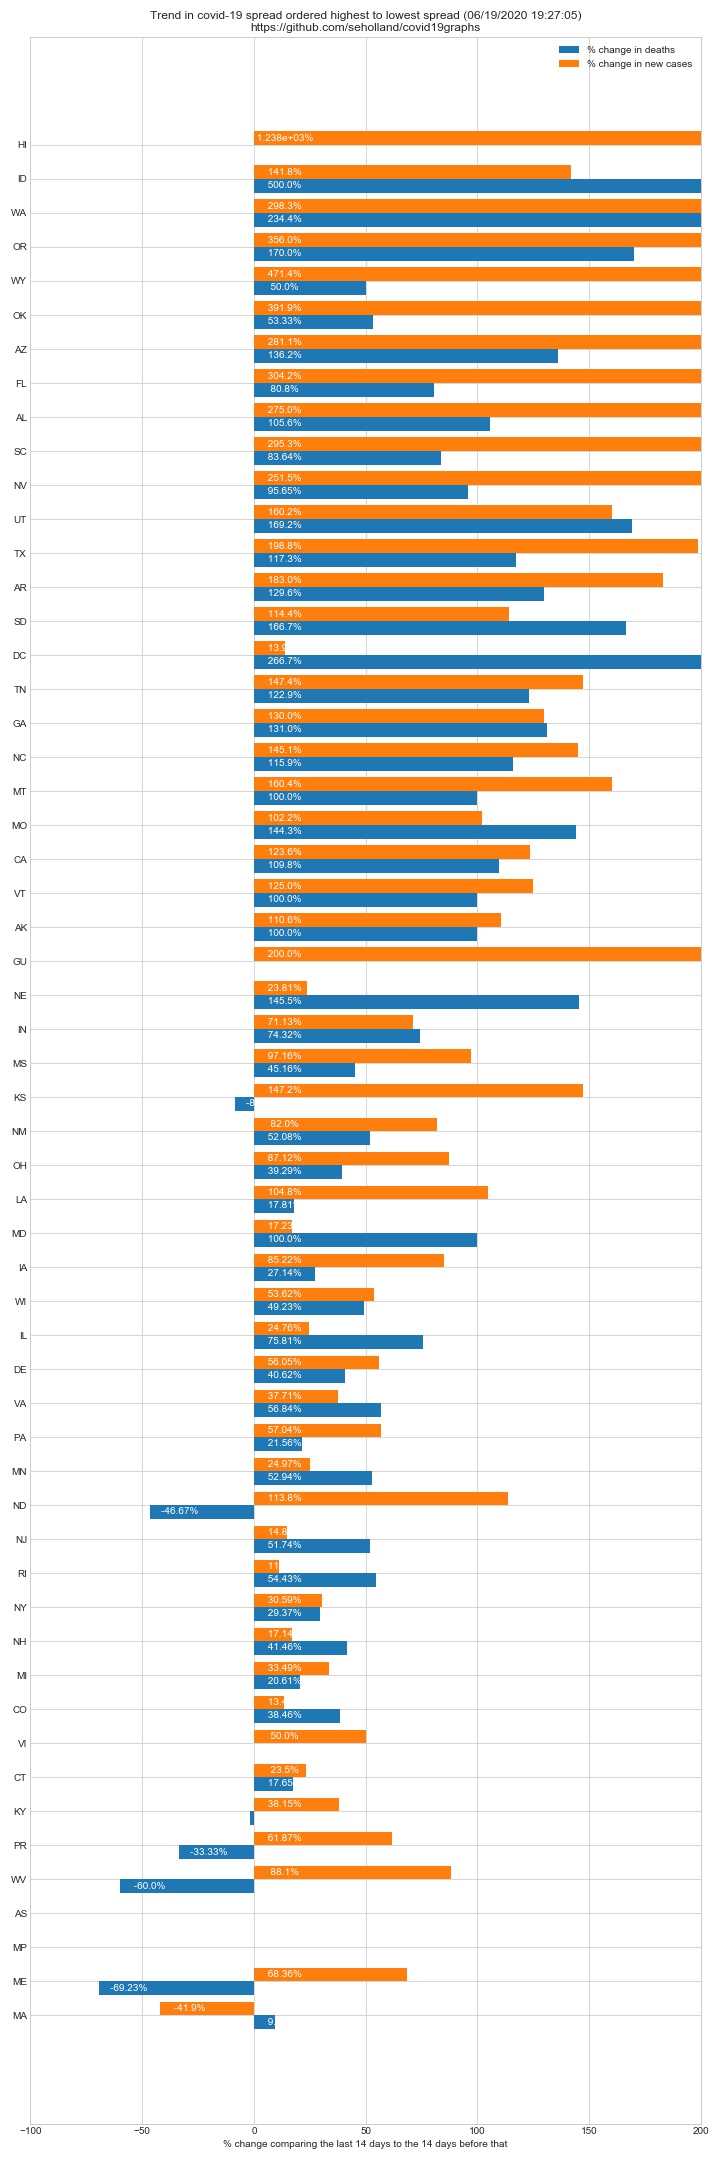 Trend in covid-19 spread ordered highest to lowest spread (06/19/2020 19:27:05)
https://github.com/seholland/covid19graphs
% change in deaths
% change in new cases
HI
1.238e+03%
ID
141.8%
500.0%
WA
298.3%
234.4%
OR
356.0%
170.0%
WY
471.4%
50.0%
OK
391.9%
53.33%
AZ
281.1%
136.2%
FL
304.2%
80.8%
AL
275.0%
105.6%
SC
295.3%
83.64%
NV
251.5%
95.65%
UT
160.2%
169.2%
TX
198.8%
117.3%
AR
183.0%
129.6%
SD
114.4%
166.7%
DC
266.7%
TN
147.4%
122.9%
GA
130.0%
131.0%
NC
145.1%
115.9%
MT
160.4%
100.0%
MO
102.2%
144.3%
CA
123.6%
109.8%
VT
125.0%
100.0%
AK
110.6%
100.0%
GU
200.0%
NE
23.81%
145.5%
IN
71.13%
74.32%
MS
97.16%
45.16%
KS
147.2%
NM
82.0%
52.08%
OH
87.12%
39.29%
LA
104.8%
17.81
MD
17.23
100.0%
IA
85.22%
27.14%
WI
53.62%
49.23%
IL
24.76%
75.81%
DE
56.05%
40.62%
VA
37.71%
56.84%
PA
57.04%
21.56%
MN
24.97%
52.94%
ND
113.8%
-46.67%
NJ
14.8
51.74%
RI
11
54.43%
NY
30.59%
29.37%
NH
17.14
41.46%
MI
33.49%
20.61%
CO
38.46%
VI
50.0%
CT
23.5%
17.65
KY
38.15%
PR
61.87%
-33.33%
WV
88.1%
-60.0%
AS
MP
ME
68.36%
-69.23%
MA
-41.9%
9.
−100
−50
0
50
100
150
200
% change comparing the last 14 days to the 14 days before that